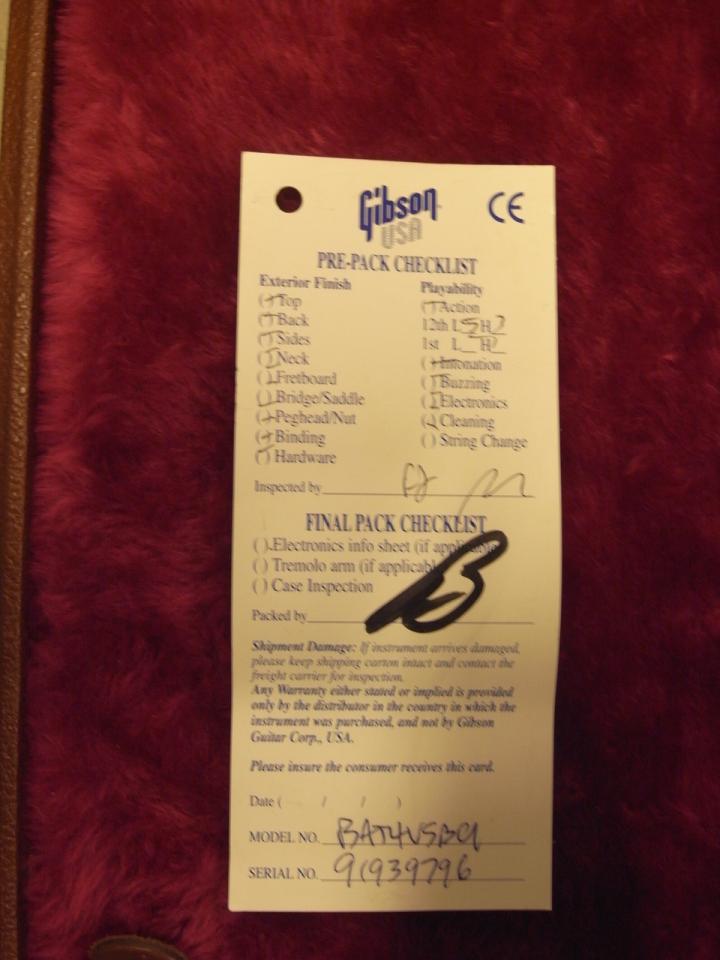 Gibson
USA
CE
PRE-PACK CHECKLIST
Exterior Finish
Playability
( ) Top
( ) Action
( ) Back
12th L 5 H 7
( ) Sides
1st L H
( ) Neck
( ) Intonation
( ) Fretboard
( ) Buzzing
( ) Bridge/Saddle
( ) Electronics
( ) Peghead/Nut
( ) Cleaning
( ) Binding
( ) String Change
( ) Hardware
Inspected by
FINAL PACK CHECKLIST
( ) Electronics info sheet (if applicable)
( ) Tremolo arm (if applicable
( ) Case Inspection
Packed by
Shipment Damage: If instrument arrives damaged,
please keep shipping carton intact and contact the
freight carrier for inspection.
Any Warranty either stated or implied is provided
only by the distributor in the country in which the
instrument was purchased, and not by Gibson
Guitar Corp., USA.
Please insure the consumer receives this card.
Date ( / / )
MODEL NO. BAT4VSBC1
SERIAL NO. 91939796